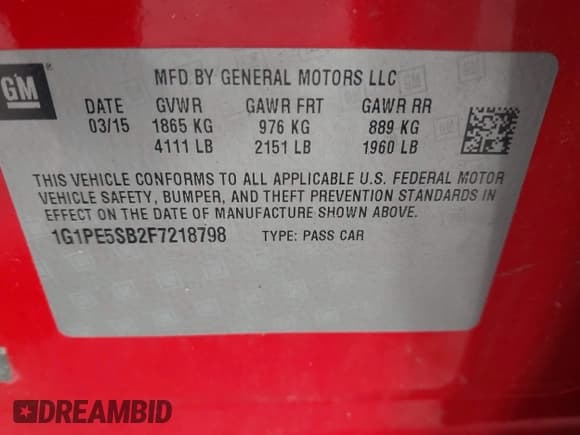 GM
MFD BY GENERAL MOTORS LLC
DATE GVWR GAWR FRT GAWR RR
03/15 1865 KG 976 KG 889 KG
4111 LB 2151 LB 1960 LB
THIS VEHICLE CONFORMS TO ALL APPLICABLE U.S. FEDERAL MOTOR
VEHICLE SAFETY, BUMPER, AND THEFT PREVENTION STANDARDS IN
EFFECT ON THE DATE OF MANUFACTURE SHOWN ABOVE.
1G1PE5SB2F7218798 TYPE: PASS CAR
DREAMBID